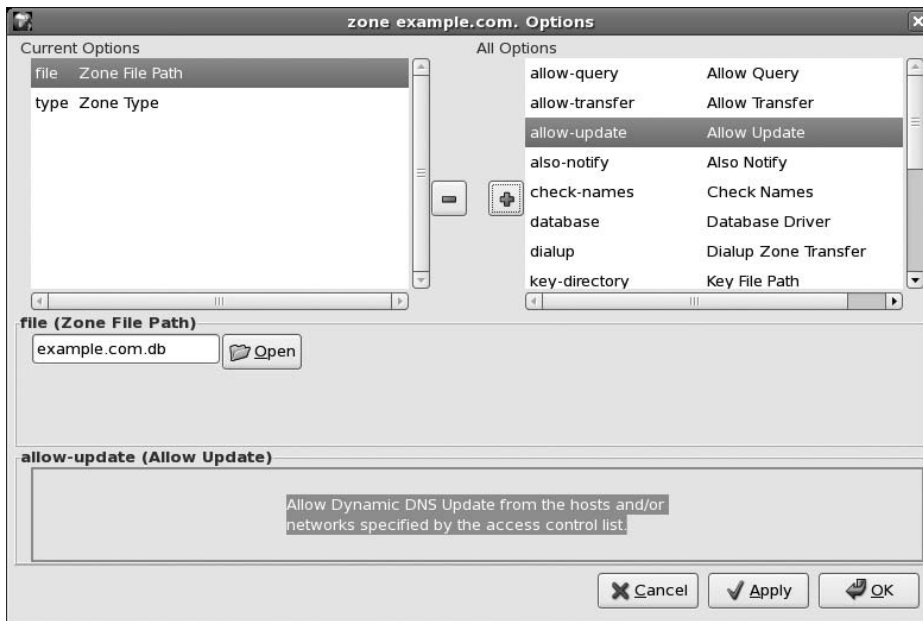 zone example.com. Options
Current Options
file Zone File Path
type Zone Type
All Options
allow-query Allow Query
allow-transfer Allow Transfer
allow-update Allow Update
also-notify Also Notify
check-names Check Names
database Database Driver
dialup Dialup Zone Transfer
key-directory Key File Path
file (Zone File Path)
example.com.db
Open
allow-update (Allow Update)
Allow Dynamic DNS Update from the hosts and/or
networks specified by the access control list.
Cancel
Apply
OK